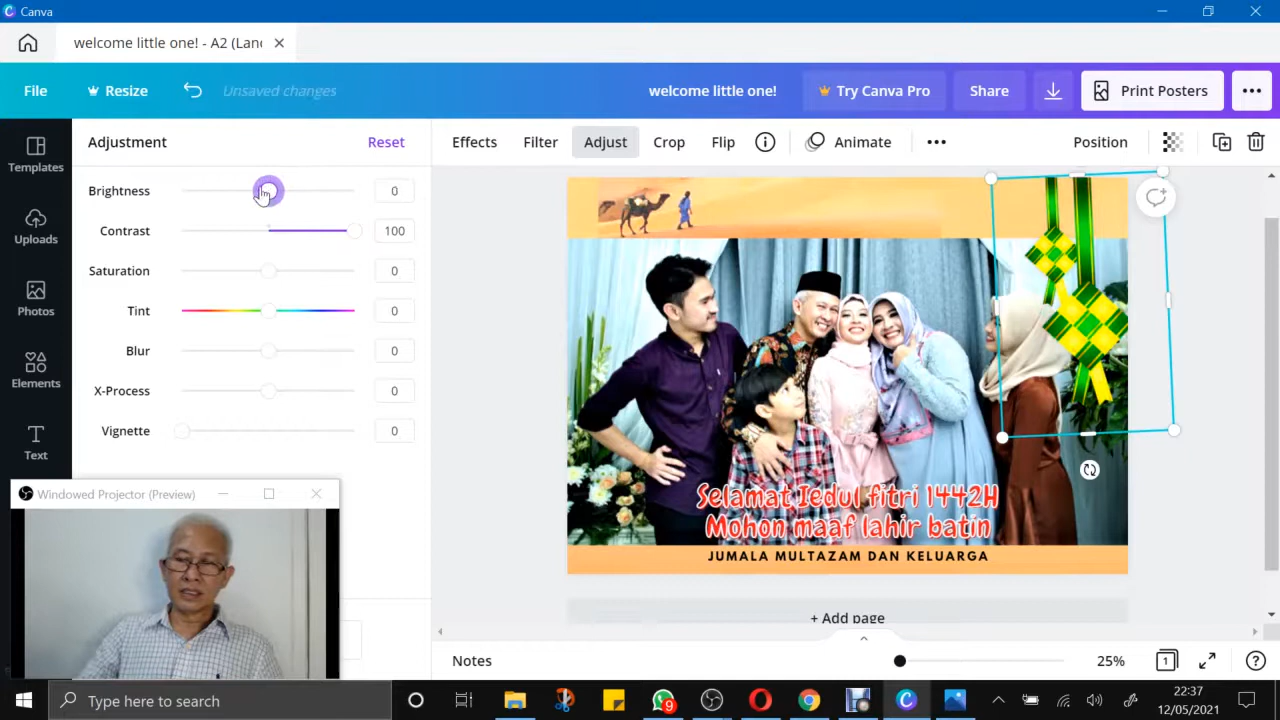 Canva
welcome little one! - A2 (Lanc
File
Resize
Unsaved changes
welcome little one!
Try Canva Pro
Share
Print Posters
Templates
Uploads
Photos
Elements
Text
Adjustment
Reset
Brightness
0
Contrast
100
Saturation
0
Tint
0
Blur
0
X-Process
0
Vignette
0
Effects
Filter
Adjust
Crop
Flip
Animate
Position
Selamat Iedul fitri 1442H
Mohon maaf lahir batin
JUMALA MULTAZAM DAN KELUARGA
+ Add page
Windowed Projector (Preview)
Notes
25%
1
Type here to search
9
22:37
12/05/2021